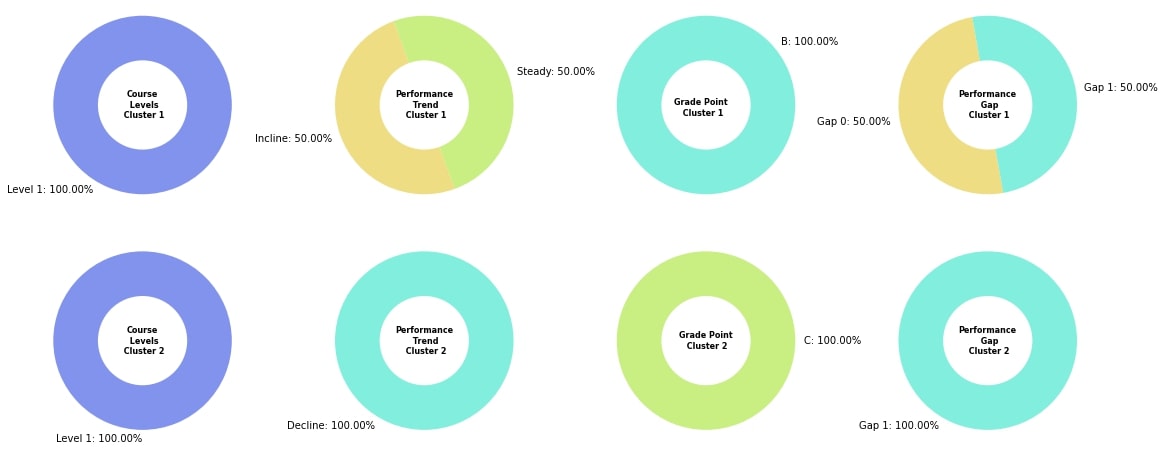 Course
Levels
Cluster 1
Level 1: 100.00%
Performance
Trend
Cluster 1
Steady: 50.00%
Incline: 50.00%
Grade Point
Cluster 1
B: 100.00%
Performance
Gap
Cluster 1
Gap 1: 50.00%
Gap 0: 50.00%
Course
Levels
Cluster 2
Level 1: 100.00%
Performance
Trend
Cluster 2
Decline: 100.00%
Grade Point
Cluster 2
C: 100.00%
Performance
Gap
Cluster 2
Gap 1: 100.00%